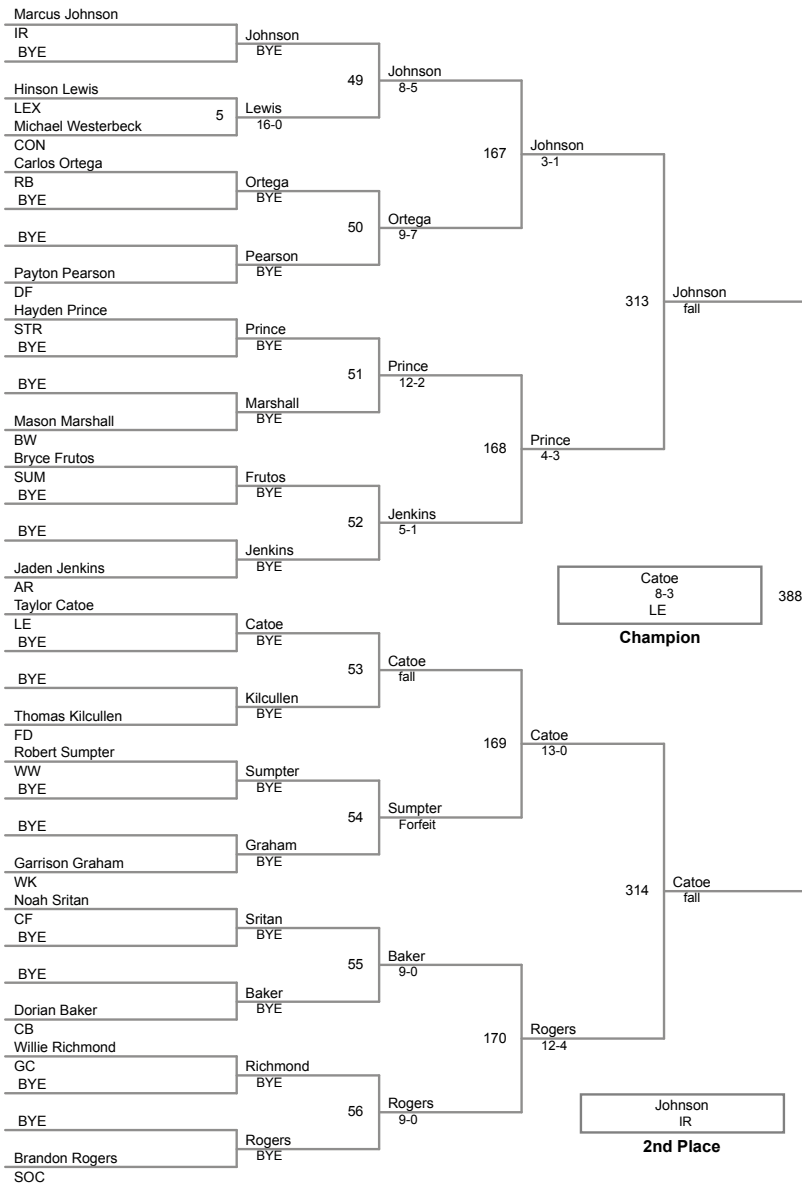 Marcus Johnson
IR
BYE
Johnson
BYE
49
Johnson
8-5
Hinson Lewis
LEX
Michael Westerbeck
CON
5
Lewis
16-0
167
Johnson
3-1
Carlos Ortega
RB
BYE
Ortega
BYE
50
Ortega
9-7
BYE
Payton Pearson
DF
Pearson
BYE
313
Johnson
fall
Hayden Prince
STR
BYE
Prince
BYE
51
Prince
12-2
BYE
Mason Marshall
BW
Marshall
BYE
168
Prince
4-3
Bryce Frutos
SUM
BYE
Frutos
BYE
52
Jenkins
5-1
BYE
Jaden Jenkins
AR
Jenkins
BYE
Catoe
8-3
LE
388
Champion
Taylor Catoe
LE
BYE
Catoe
BYE
53
Catoe
fall
BYE
Thomas Kilcullen
FD
Kilcullen
BYE
169
Catoe
13-0
Robert Sumpter
WW
BYE
Sumpter
BYE
54
Sumpter
Forfeit
BYE
Garrison Graham
WK
Graham
BYE
314
Catoe
fall
Noah Sritan
CF
BYE
Sritan
BYE
55
Baker
9-0
BYE
Dorian Baker
CB
Baker
BYE
170
Rogers
12-4
Willie Richmond
GC
BYE
Richmond
BYE
56
Rogers
9-0
BYE
Brandon Rogers
SOC
Rogers
BYE
Johnson
IR
2nd Place